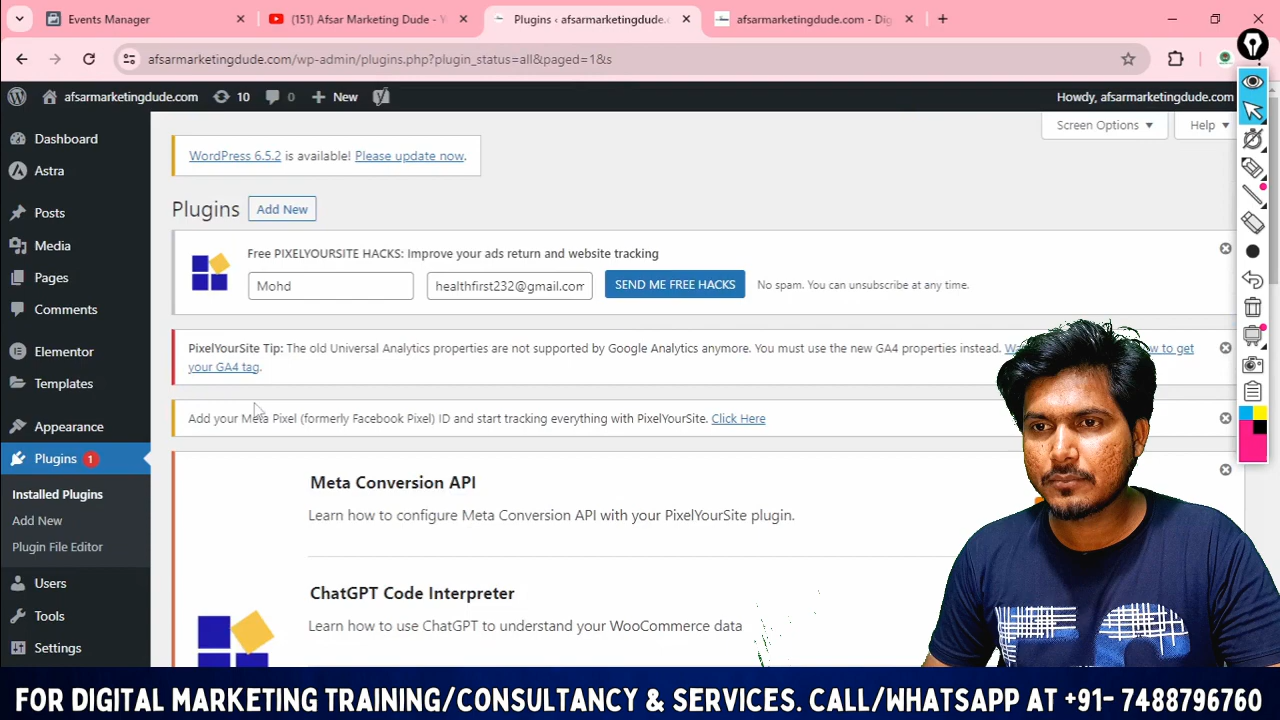 Events Manager
(151) Afsar Marketing Dude -
Plugins ‹ afsarmarketingdude.
afsarmarketingdude.com - Dig
afsarmarketingdude.com/wp-admin/plugins.php?plugin_status=all&paged=1&s
afsarmarketingdude.com
10
0
New
Howdy, afsarmarketingdude.com
Screen Options
Help
Dashboard
Astra
Posts
Media
Pages
Comments
Elementor
Templates
Appearance
Plugins 1
Installed Plugins
Add New
Plugin File Editor
Users
Tools
Settings
WordPress 6.5.2 is available! Please update now.
Plugins
Add New
Free PIXELYOURSITE HACKS: Improve your ads return and website tracking
Mohd
healthfirst232@gmail.com
SEND ME FREE HACKS
No spam. You can unsubscribe at any time.
PixelYourSite Tip: The old Universal Analytics properties are not supported by Google Analytics anymore. You must use the new GA4 properties instead. to get
your GA4 tag.
Add your Meta Pixel (formerly Facebook Pixel) ID and start tracking everything with PixelYourSite. Click Here
Meta Conversion API
Learn how to configure Meta Conversion API with your PixelYourSite plugin.
ChatGPT Code Interpreter
Learn how to use ChatGPT to understand your WooCommerce data
FOR DIGITAL MARKETING TRAINING/CONSULTANCY & SERVICES. CALL/WHATSAPP AT +91- 7488796760